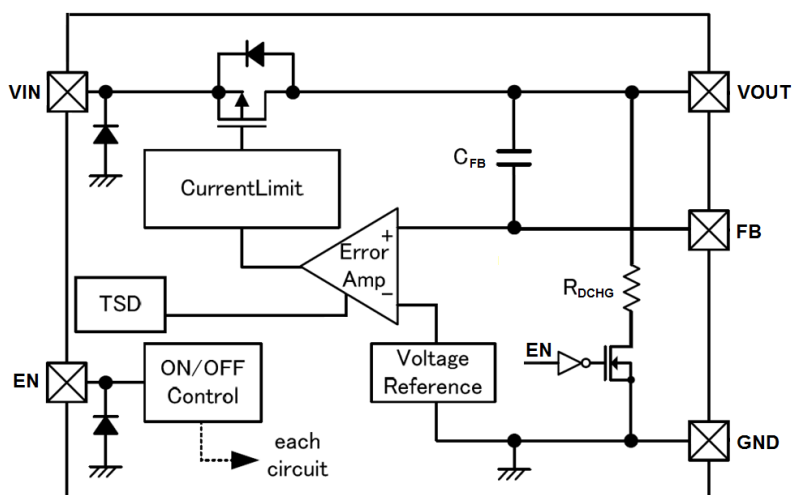 VIN
VOUT
CurrentLimit
CFB
FB
+
Error
Amp
−
TSD
RDCHG
EN
ON/OFF
Control
Voltage
Reference
EN
each
circuit
GND